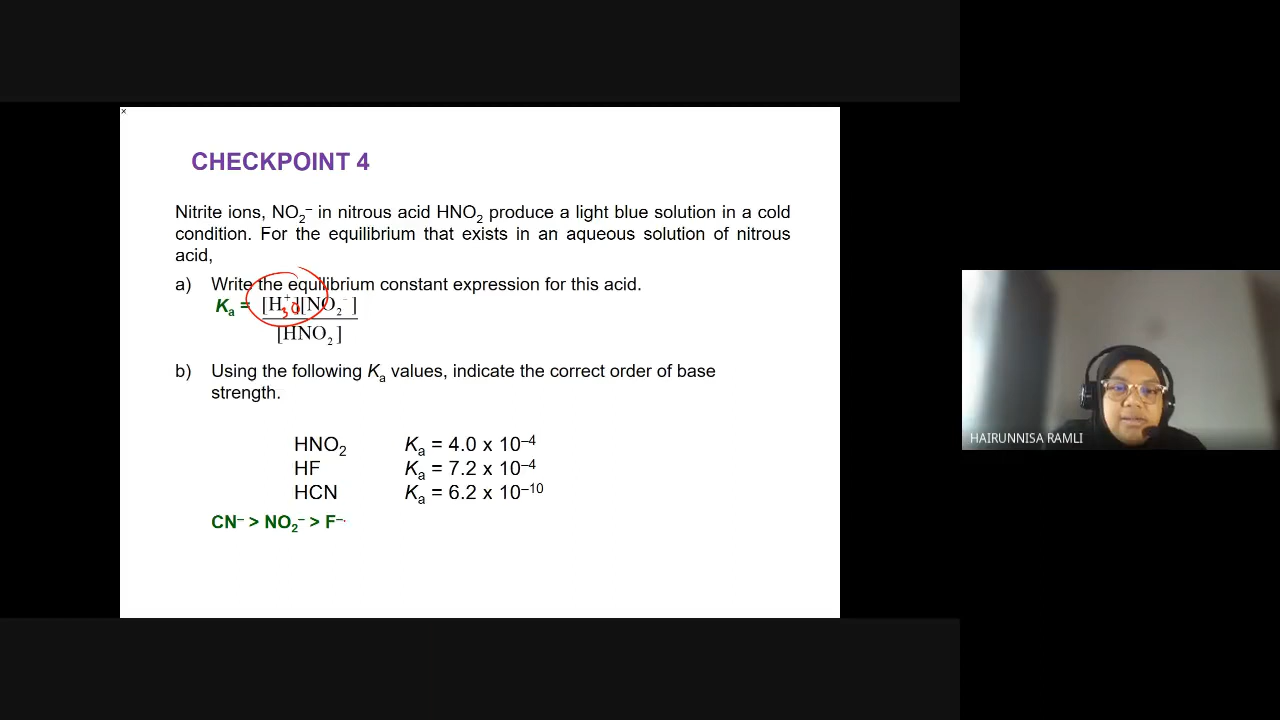 CHECKPOINT 4
Nitrite ions, NO₂⁻ in nitrous acid HNO₂ produce a light blue solution in a cold
condition. For the equilibrium that exists in an aqueous solution of nitrous
acid,
a) Write the equilibrium constant expression for this acid.
Kₐ = [H₃O⁺][NO₂⁻]
[HNO₂]
b) Using the following Kₐ values, indicate the correct order of base
strength.
HNO₂ Kₐ = 4.0 x 10⁻⁴
HF Kₐ = 7.2 x 10⁻⁴
HCN Kₐ = 6.2 x 10⁻¹⁰
CN⁻ > NO₂⁻ > F⁻
HAIRUNNISA RAMLI